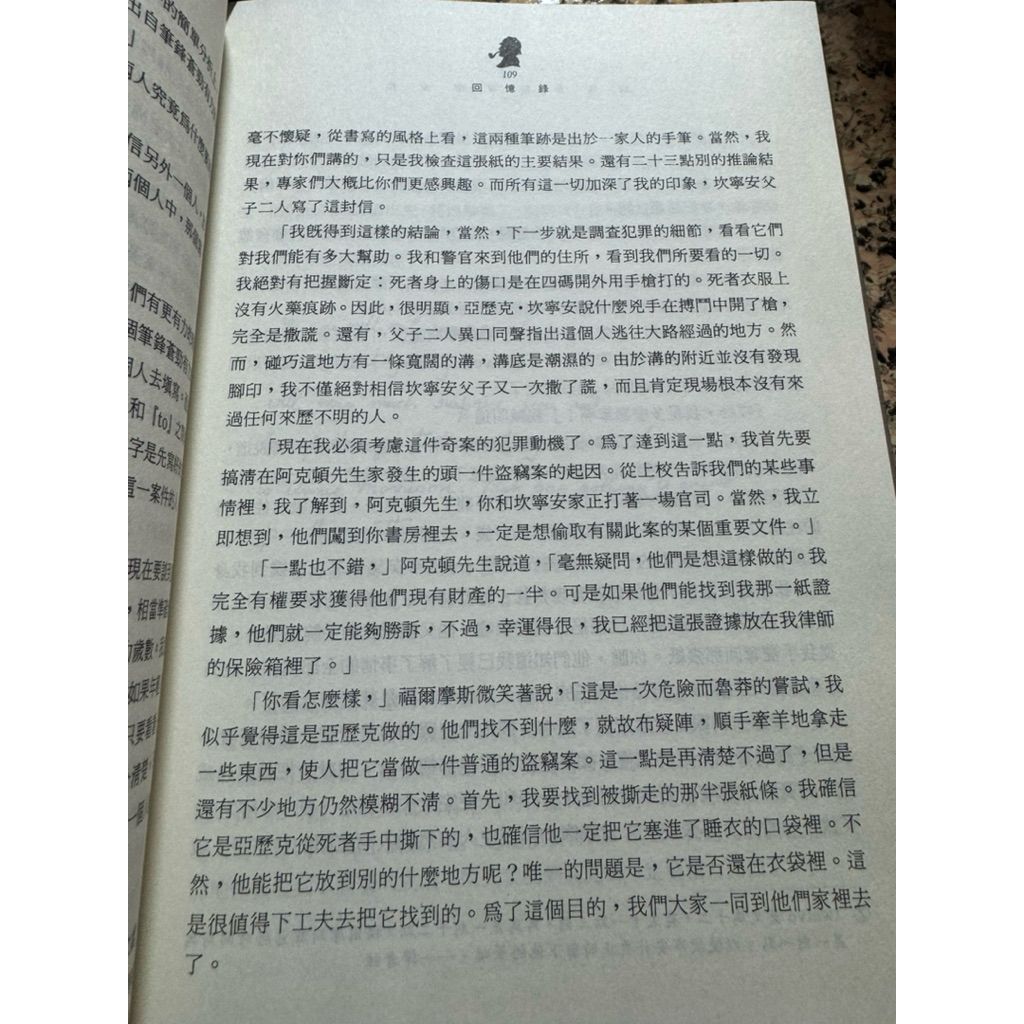 109
回憶錄
毫不懷疑，從書寫的風格上看，這兩種筆跡是出於一家人的手筆。當然，我
現在對你們講的，只是我檢查這張紙的主要結果。還有二十三點別的推論結
果，專家們大概比你們更感興趣。而所有這一切加深了我的印象，坎寧安父
子二人寫了這封信。
「我旣得到這樣的結論，當然，下一步就是調查犯罪的細節，看看它們
對我們能有多大幫助。我和警官來到他們的住所，看到我們所要看的一切。
我絕對有把握斷定：死者身上的傷口是在四碼開外用手槍打的。死者衣服上
沒有火藥痕跡。因此，很明顯，亞歷克·坎寧安說什麼兇手在搏鬥中開了槍，
完全是撒謊。還有，父子二人異口同聲指出這個人逃往大路經過的地方。然
而，碰巧這地方有一條寬闊的溝，溝底是潮濕的。由於溝的附近並沒有發現
腳印，我不僅絕對相信坎寧安父子又一次撒了謊，而且肯定現場根本沒有來
過任何來歷不明的人。
「現在我必須考慮這件奇案的犯罪動機了。爲了達到這一點，我首先要
搞淸在阿克頓先生家發生的頭一件盜竊案的起因。從上校告訴我們的某些事
情裡，我了解到，阿克頓先生，你和坎寧安家正打著一場官司。當然，我立
即想到，他們闖到你書房裡去，一定是想偷取有關此案的某個重要文件。」
「一點也不錯，」阿克頓先生說道，「毫無疑問，他們是想這樣做的。我
完全有權要求獲得他們現有財產的一半。可是如果他們能找到我那一紙證
據，他們就一定能夠勝訴，不過，幸運得很，我已經把這張證據放在我律師
的保險箱裡了。」
「你看怎麼樣，」福爾摩斯微笑著說，「這是一次危險而魯莽的嘗試，我
似乎覺得這是亞歷克做的。他們找不到什麼，就故布疑陣，順手牽羊地拿走
一些東西，使人把它當做一件普通的盜竊案。這一點是再淸楚不過了，但是
還有不少地方仍然模糊不淸。首先，我要找到被撕走的那半張紙條。我確信
它是亞歷克從死者手中撕下的，也確信他一定把它塞進了睡衣的口袋裡。不
然，他能把它放到別的什麼地方呢？唯一的問題是，它是否還在衣袋裡。這
是很值得下工夫去把它找到的。爲了這個目的，我們大家一同到他們家裡去
了。